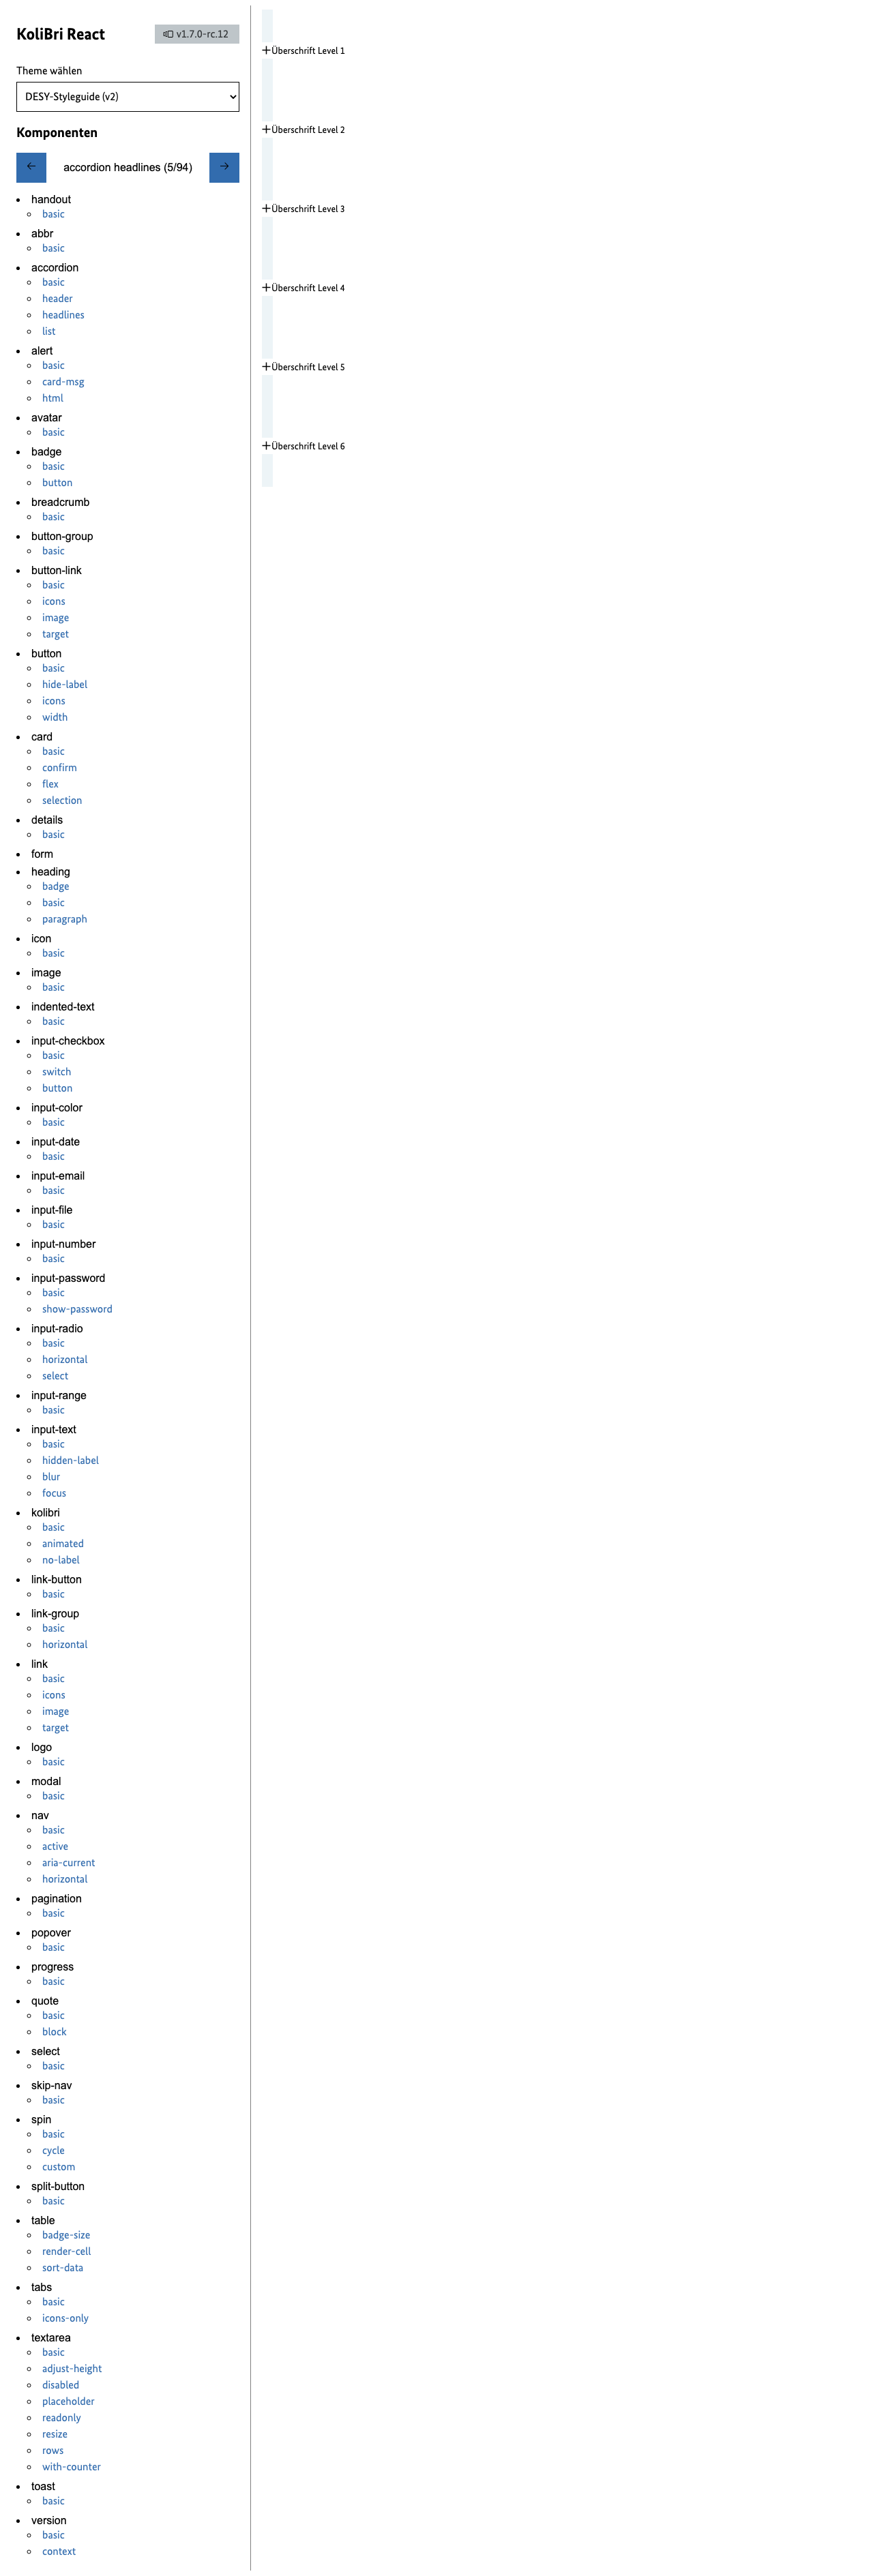 KoliBri React
v1.7.0-rc.12
Theme wählen
DESY-Styleguide (v2)
Komponenten
accordion headlines (5/94)
handout
basic
abbr
basic
accordion
basic
header
headlines
list
alert
basic
card-msg
html
avatar
basic
badge
basic
button
breadcrumb
basic
button-group
basic
button-link
basic
icons
image
target
button
basic
hide-label
icons
width
card
basic
confirm
flex
selection
details
basic
form
heading
badge
basic
paragraph
icon
basic
image
basic
indented-text
basic
input-checkbox
basic
switch
button
input-color
basic
input-date
basic
input-email
basic
input-file
basic
input-number
basic
input-password
basic
show-password
input-radio
basic
horizontal
select
input-range
basic
input-text
basic
hidden-label
blur
focus
kolibri
basic
animated
no-label
link-button
basic
link-group
basic
horizontal
link
basic
icons
image
target
logo
basic
modal
basic
nav
basic
active
aria-current
horizontal
pagination
basic
popover
basic
progress
basic
quote
basic
block
select
basic
skip-nav
basic
spin
basic
cycle
custom
split-button
basic
table
badge-size
render-cell
sort-data
tabs
basic
icons-only
textarea
basic
adjust-height
disabled
placeholder
readonly
resize
rows
with-counter
toast
basic
version
basic
context
Überschrift Level 1
Überschrift Level 2
Überschrift Level 3
Überschrift Level 4
Überschrift Level 5
Überschrift Level 6